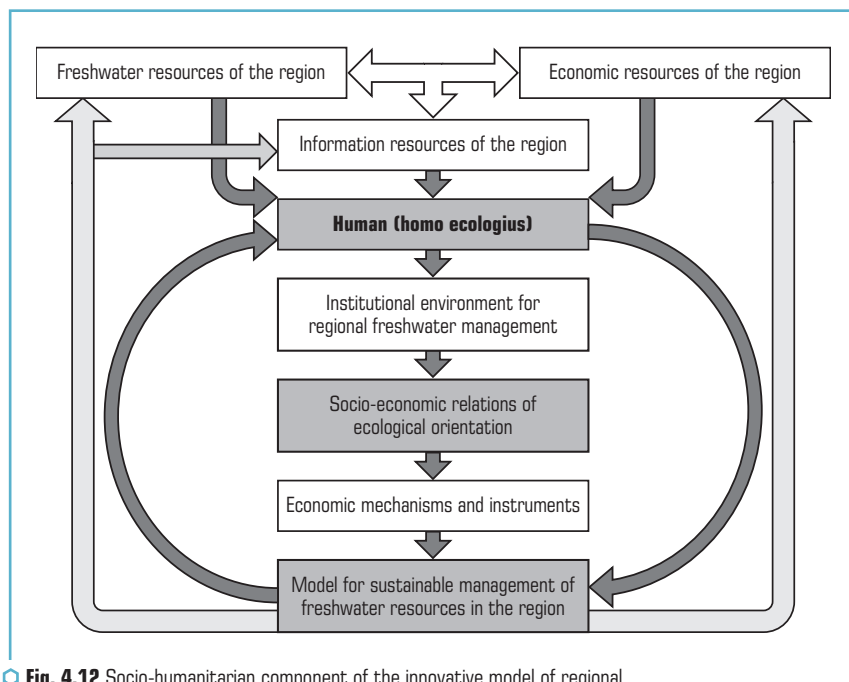 Freshwater resources of the region
Economic resources of the region
Information resources of the region
Human (homo ecologius)
Institutional environment for
regional freshwater management
Socio-economic relations of
ecological orientation
Economic mechanisms and instruments
Model for sustainable management of
freshwater resources in the region
Fig. 4.12 Socio-humanitarian component of the innovative model of regional